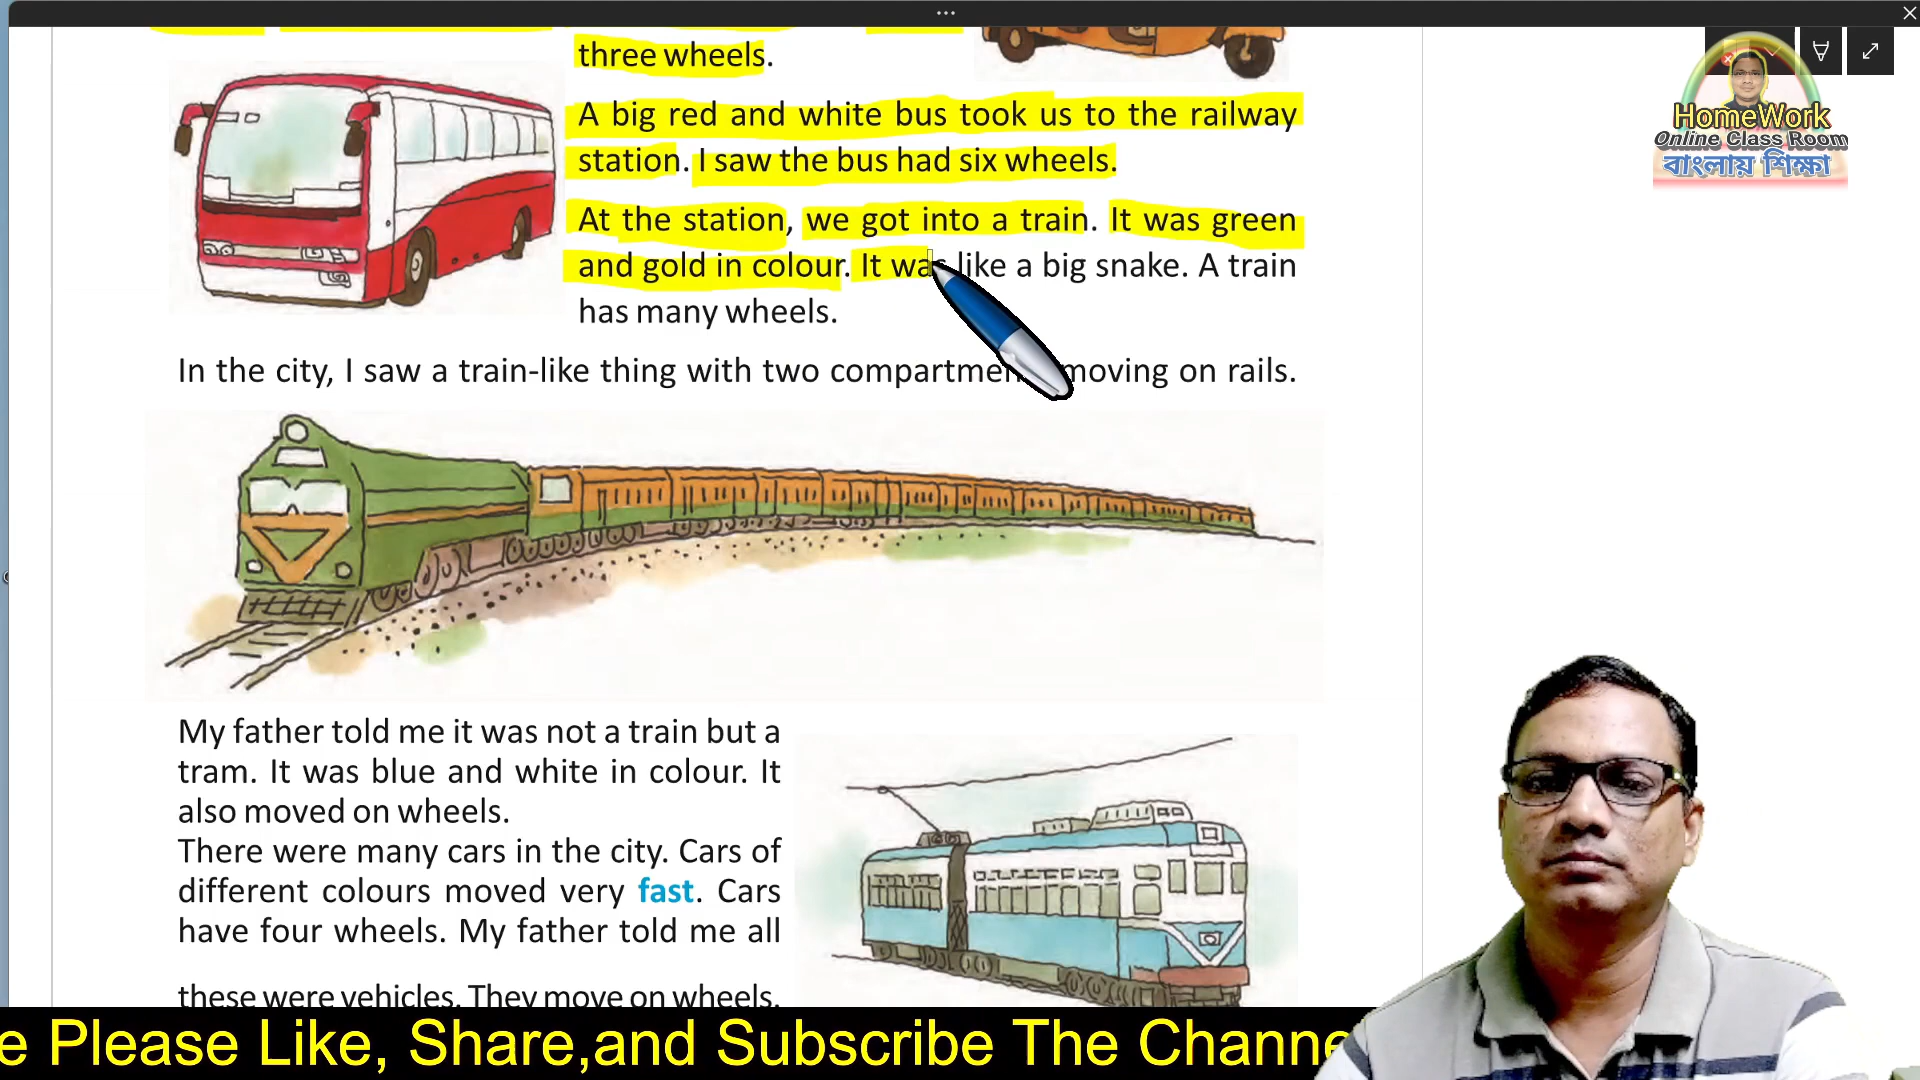 three wheels.
A big red and white bus took us to the railway
station. I saw the bus had six wheels.
At the station, we got into a train. It was green
and gold in colour. It was like a big snake. A train
has many wheels.
In the city, I saw a train-like thing with two compartments moving on rails.
My father told me it was not a train but a
tram. It was blue and white in colour. It
also moved on wheels.
There were many cars in the city. Cars of
different colours moved very fast. Cars
have four wheels. My father told me all
these were vehicles. They move on wheels.
HomeWork
Online Class Room
বাংলায় শিক্ষা
e Please Like, Share,and Subscribe The Channe